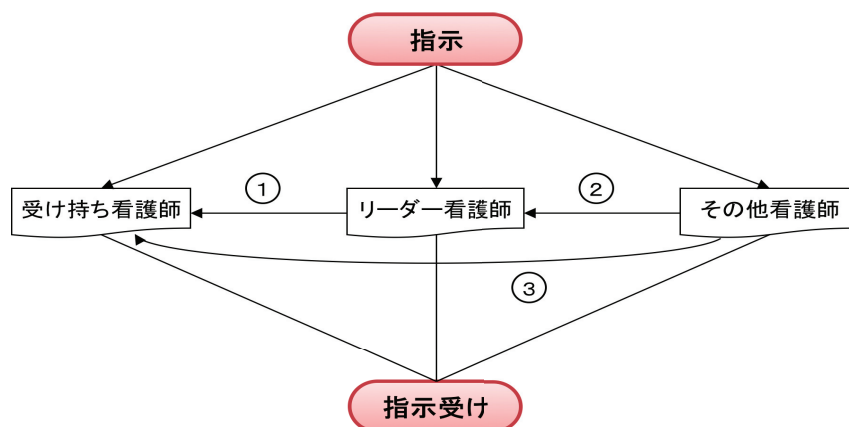 指示
①
②
受け持ち看護師
リーダー看護師
その他看護師
③
指示受け